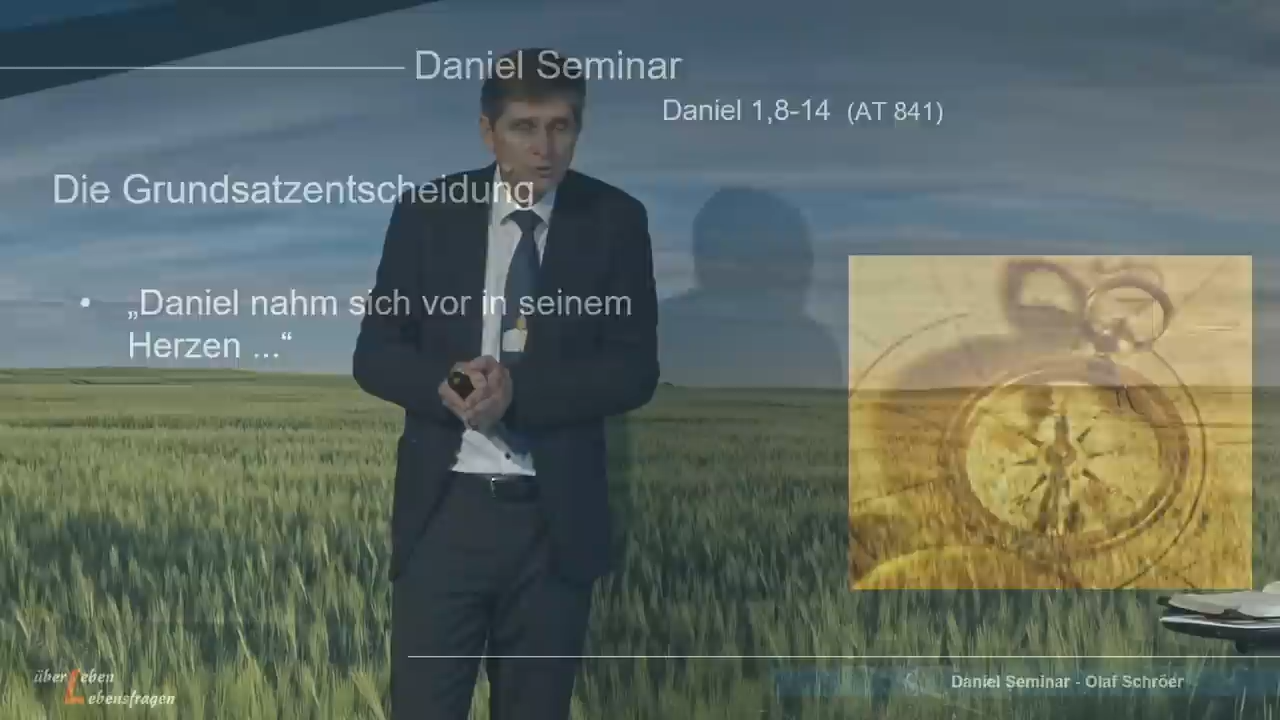 Daniel Seminar
Daniel 1,8-14 (AT 841)
Die Grundsatzentscheidung
• „Daniel nahm sich vor in seinem
Herzen ...“
über Leben
Lebensfragen
Daniel Seminar - Olaf Schröer